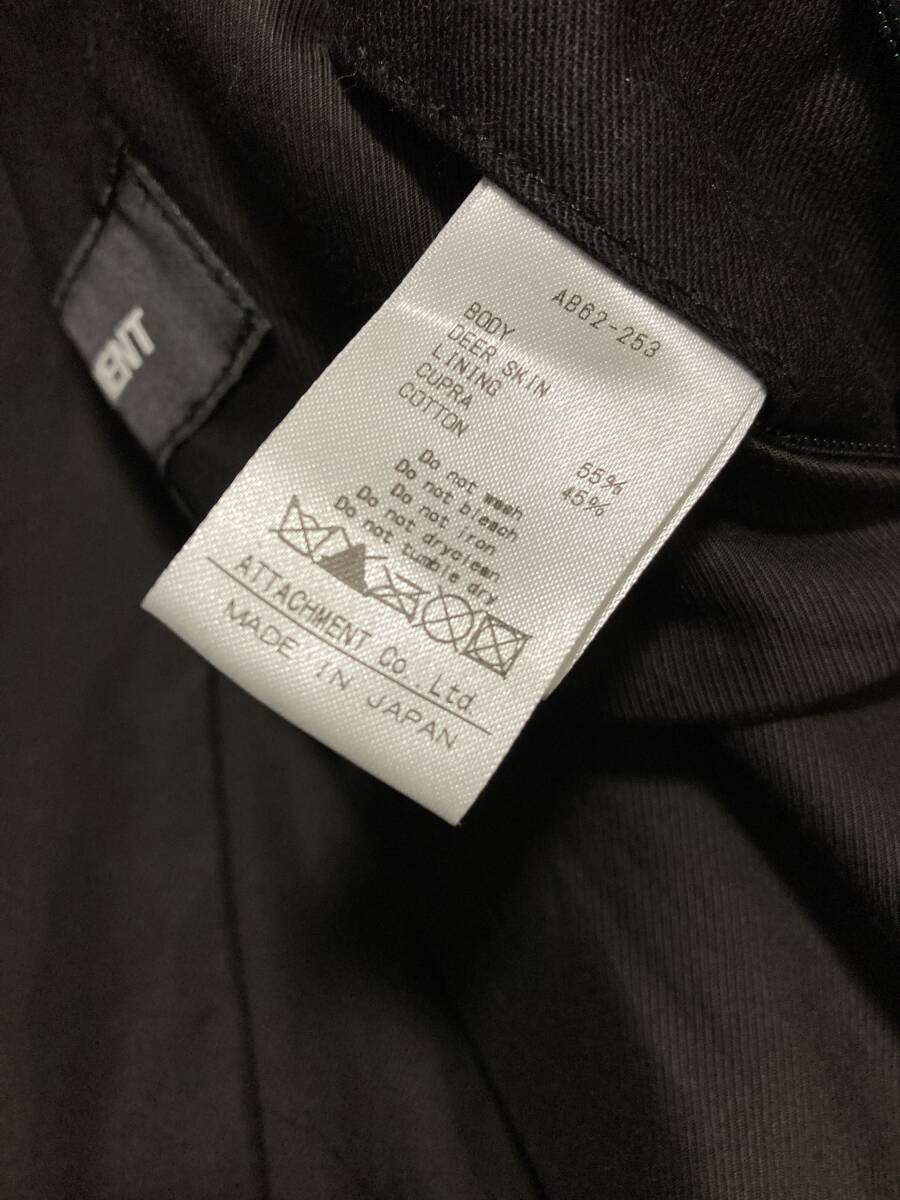 MENT
AB62-253
BODY
DEER SKIN
LINING
CUPRA 55%
COTTON 45%
Do not wash
Do not bleach
Do not iron
Do not dryclean
Do not tumble dry
ATTACHMENT Co.,Ltd.
MADE IN JAPAN